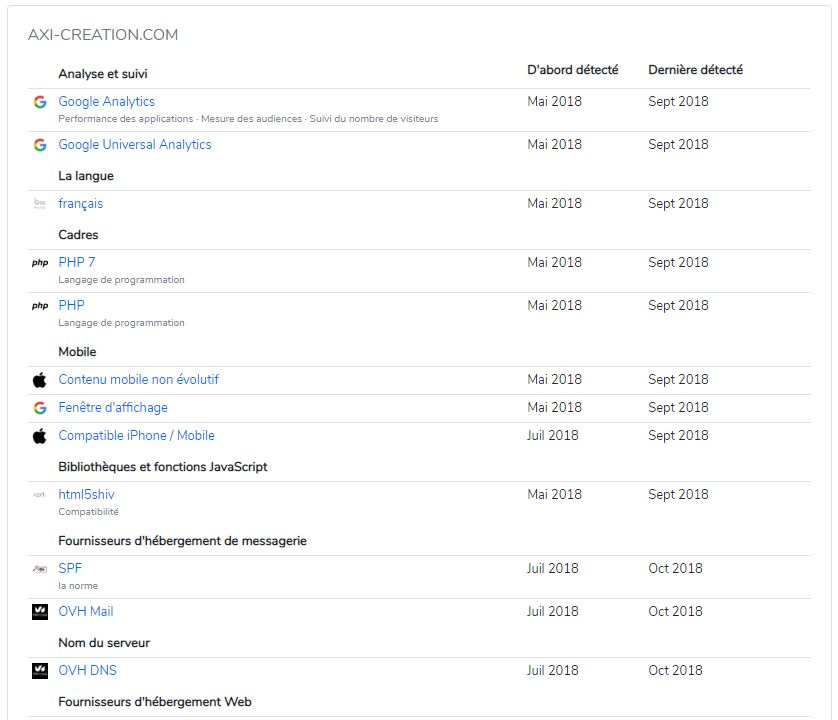 AXI-CREATION.COM
Analyse et suivi D'abord détecté Dernière détecté
Google Analytics Mai 2018 Sept 2018
Performance des applications · Mesure des audiences · Suivi du nombre de visiteurs
Google Universal Analytics Mai 2018 Sept 2018
La langue
français Mai 2018 Sept 2018
Cadres
php PHP 7 Mai 2018 Sept 2018
Langage de programmation
php PHP Mai 2018 Sept 2018
Langage de programmation
Mobile
Contenu mobile non évolutif Mai 2018 Sept 2018
Fenêtre d'affichage Mai 2018 Sept 2018
Compatible iPhone / Mobile Juil 2018 Sept 2018
Bibliothèques et fonctions JavaScript
html5shiv Mai 2018 Sept 2018
Compatibilité
Fournisseurs d'hébergement de messagerie
SPF Juil 2018 Oct 2018
la norme
OVH Mail Juil 2018 Oct 2018
Nom du serveur
OVH DNS Juil 2018 Oct 2018
Fournisseurs d'hébergement Web